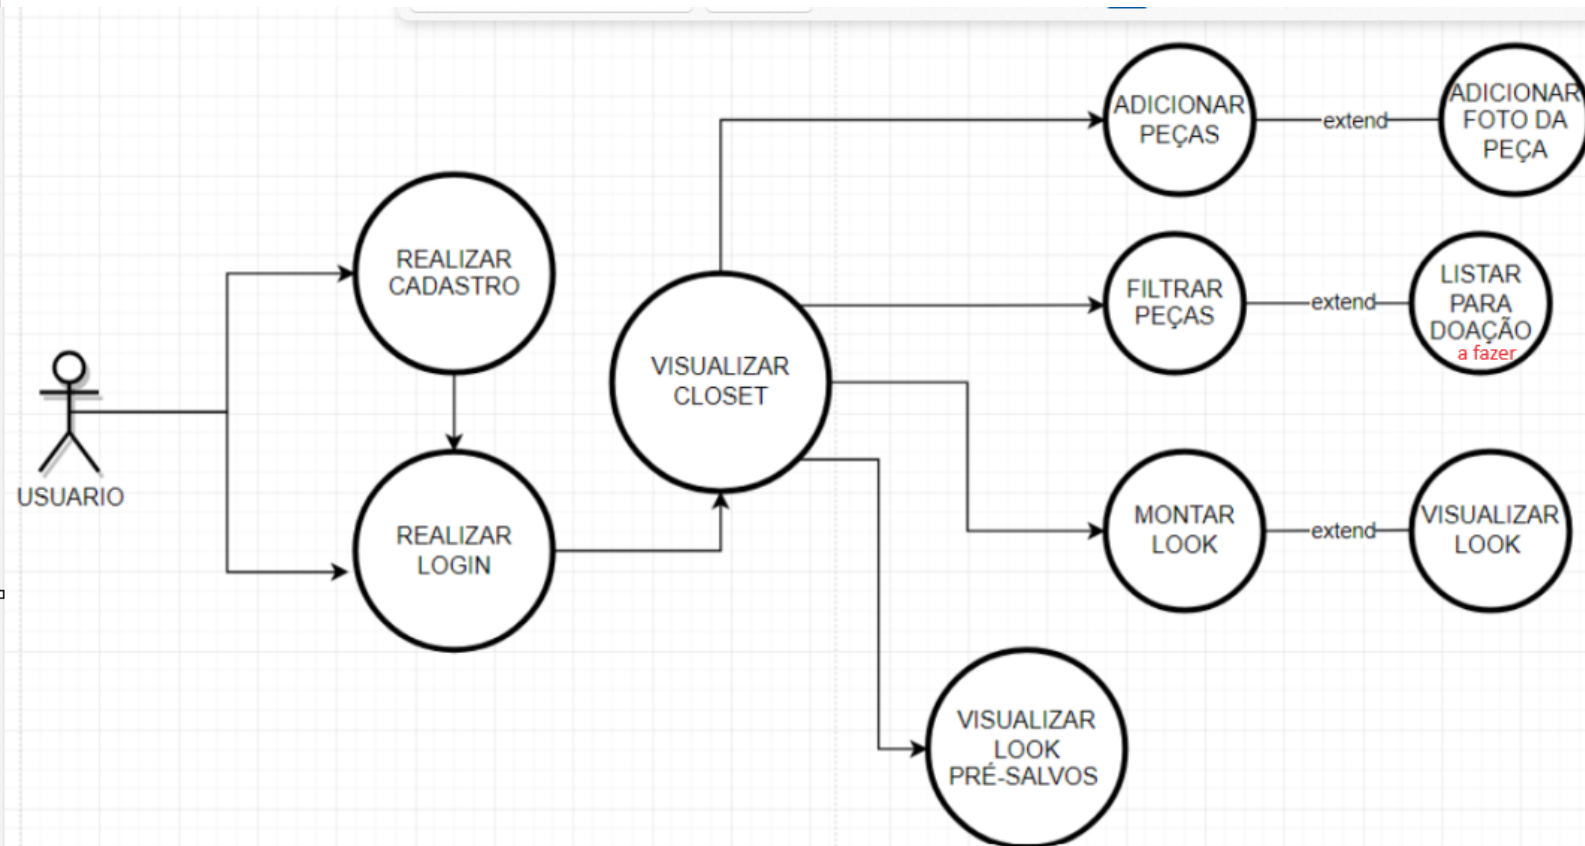 ADICIONAR
PEÇAS
extend
ADICIONAR
FOTO DA
PEÇA
REALIZAR
CADASTRO
FILTRAR
PEÇAS
extend
LISTAR
PARA
DOAÇÃO
a fazer
VISUALIZAR
CLOSET
USUARIO
REALIZAR
LOGIN
MONTAR
LOOK
extend
VISUALIZAR
LOOK
VISUALIZAR
LOOK
PRÉ-SALVOS